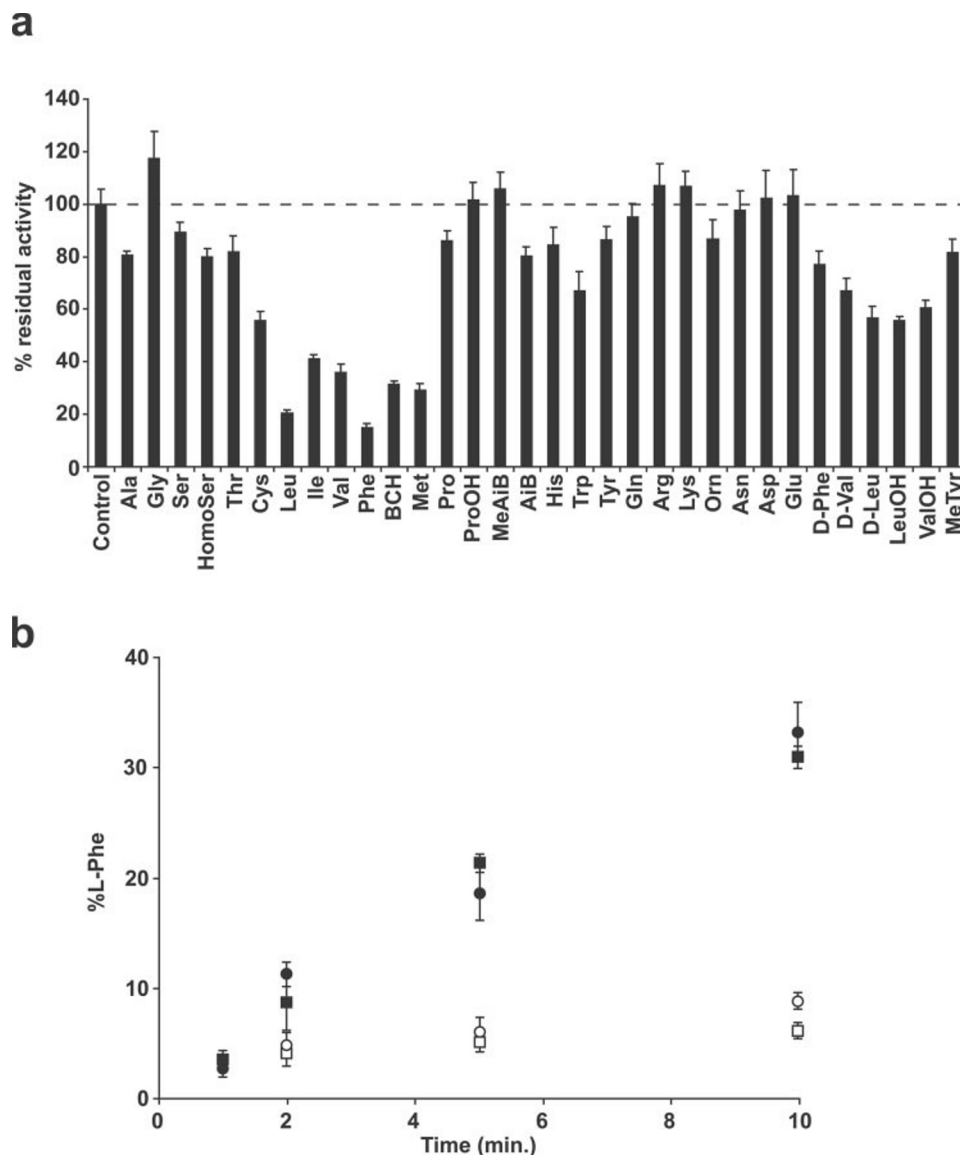 a
% residual activity
140
120
100
80
60
40
20
0
Control
Ala
Gly
Ser
HomoSer
Thr
Cys
Leu
Ile
Val
Phe
BCH
Met
Pro
ProOH
MeAiB
AiB
His
Trp
Tyr
Gln
Arg
Lys
Orn
Asn
Asp
Glu
D-Phe
D-Val
D-Leu
LeuOH
ValOH
MeTyr
b
%L-Phe
40
30
20
10
0
0 2 4 6 8 10
Time (min.)